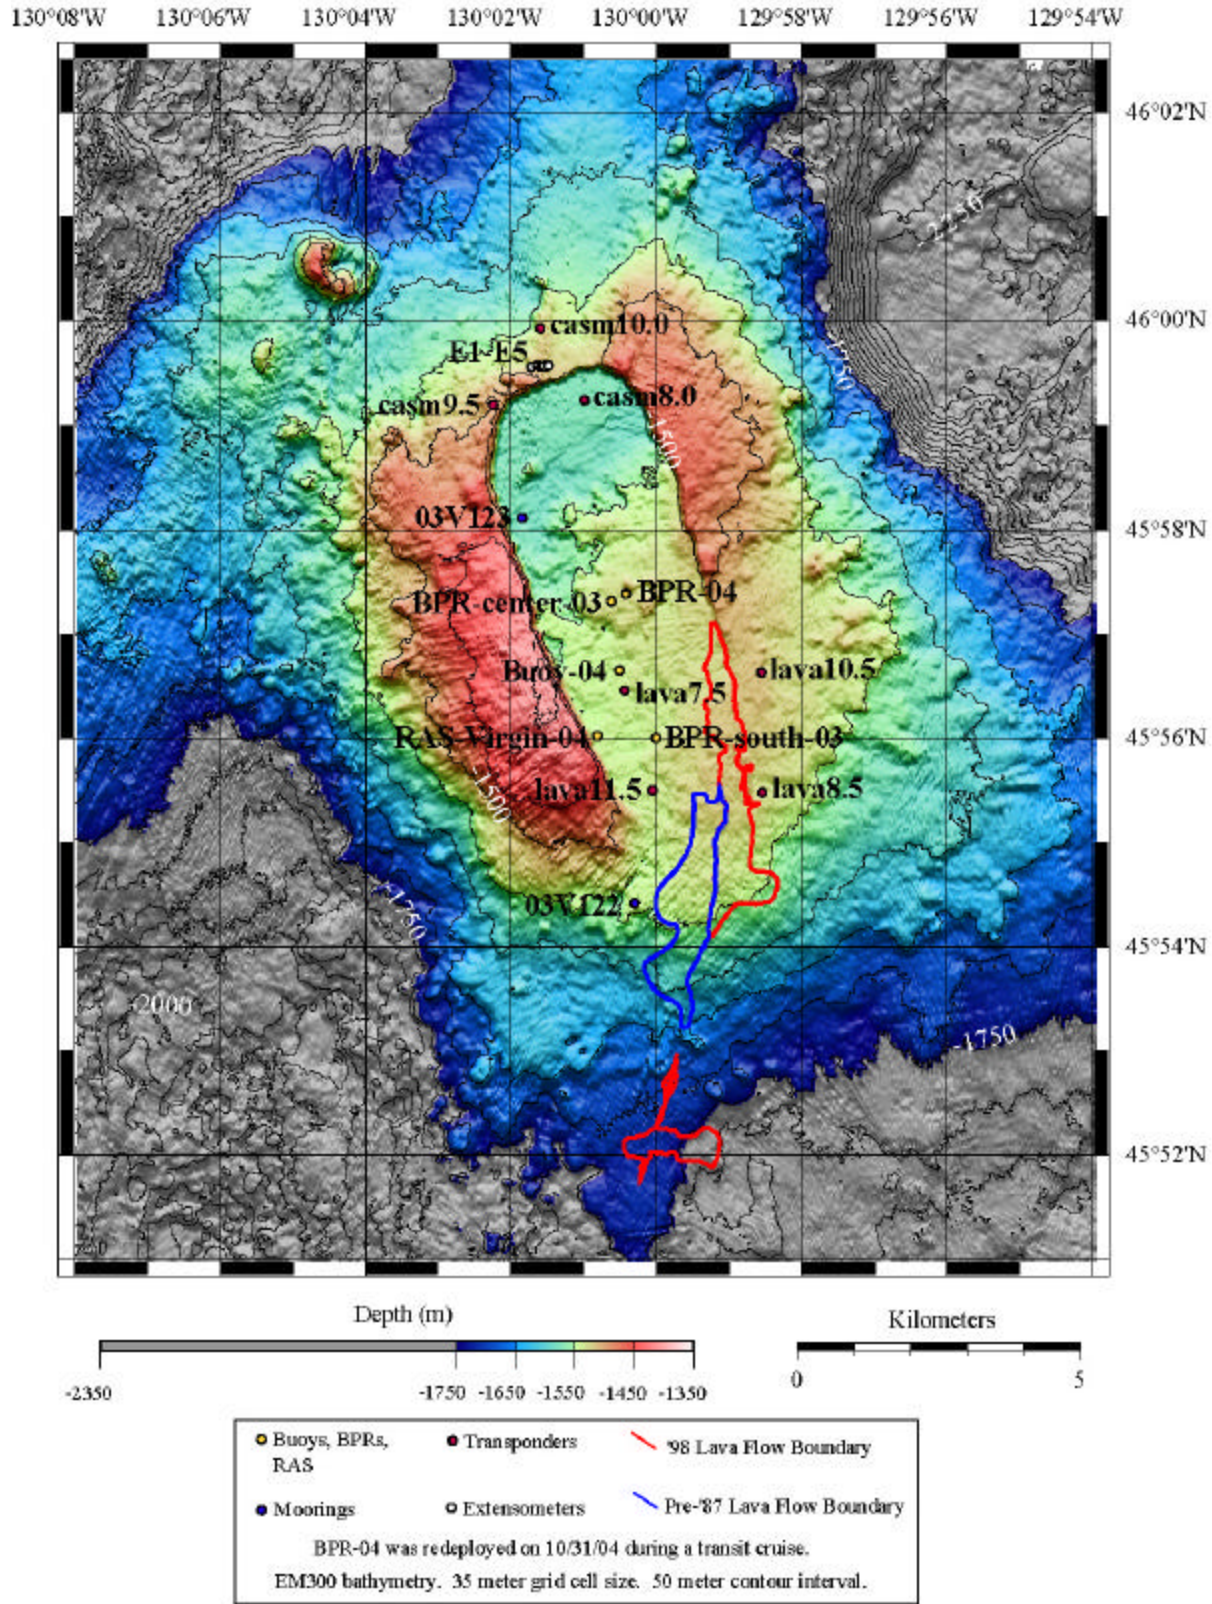 130°08'W 130°06'W 130°04'W 130°02'W 130°00'W 129°58'W 129°56'W 129°54'W
46°02'N
-2250
46°00'N
casm10.0
-1750
E1-E5
casm9.5
casm8.0
-1500
45°58'N
03V123
BPR-center-03
BPR-04
Buoy-04
lava10.5
lava7.5
45°56'N
RAS-Virgin-04
BPR-south-03
-1500
lava11.5
lava8.5
-1750
03V122
45°54'N
-2000
-1750
45°52'N
Depth (m)
Kilometers
-2350 -1750 -1650 -1550 -1450 -1350
0 5
Buoys, BPRs,
RAS
Transponders
'98 Lava Flow Boundary
Moorings
Extensometers
Pre-'87 Lava Flow Boundary
BPR-04 was redeployed on 10/31/04 during a transit cruise.
EM300 bathymetry. 35 meter grid cell size. 50 meter contour interval.